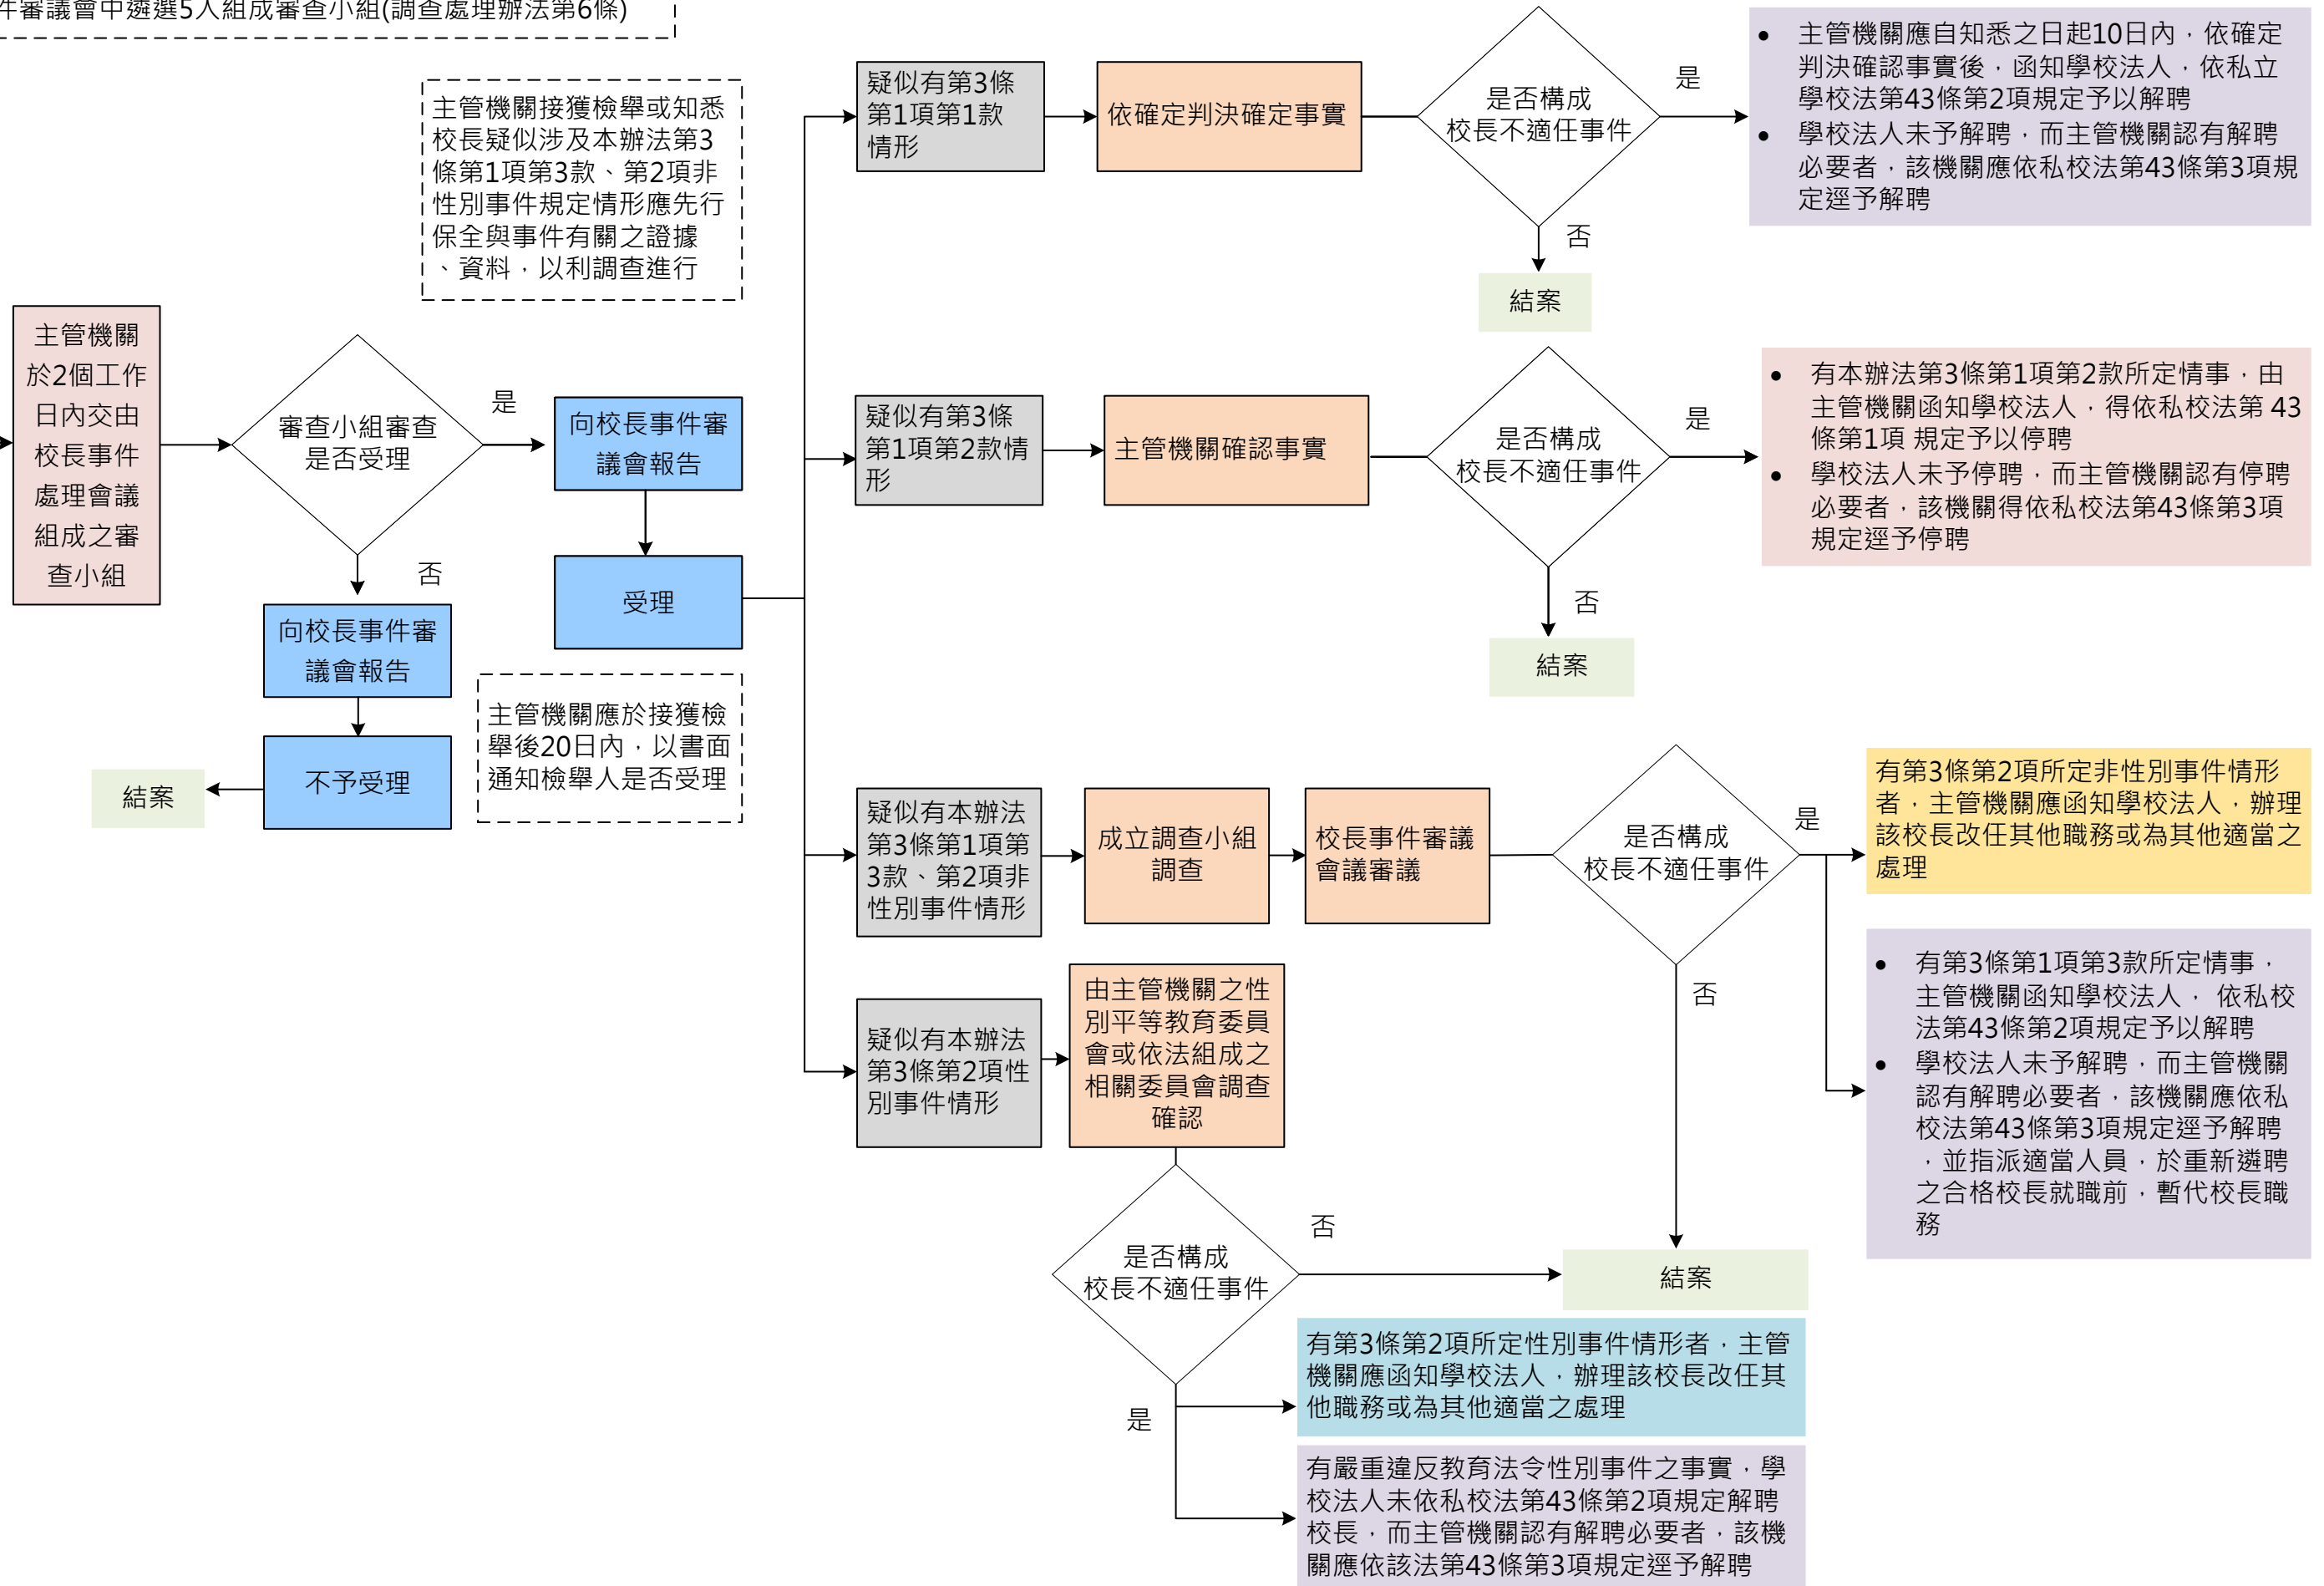 件審議會中遴選5人組成審查小組(調查處理辦法第6條)
主管機關接獲檢舉或知悉
校長疑似涉及本辦法第3
條第1項第3款、第2項非
性別事件規定情形應先行
保全與事件有關之證據
、資料，以利調查進行
主管機關
於2個工作
日內交由
校長事件
處理會議
組成之審
查小組
審查小組審查
是否受理
是
否
向校長事件審
議會報告
受理
向校長事件審
議會報告
不予受理
結案
主管機關應於接獲檢
舉後20日內，以書面
通知檢舉人是否受理
疑似有第3條
第1項第1款
情形
依確定判決確定事實
是否構成
校長不適任事件
是
否
結案
• 主管機關應自知悉之日起10日內，依確定
判決確認事實後，函知學校法人，依私立
學校法第43條第2項規定予以解聘
• 學校法人未予解聘，而主管機關認有解聘
必要者，該機關應依私校法第43條第3項規
定逕予解聘
疑似有第3條
第1項第2款情
形
主管機關確認事實
是否構成
校長不適任事件
是
否
結案
• 有本辦法第3條第1項第2款所定情事，由
主管機關函知學校法人，得依私校法第 43
條第1項 規定予以停聘
• 學校法人未予停聘，而主管機關認有停聘
必要者，該機關得依私校法第43條第3項
規定逕予停聘
疑似有本辦法
第3條第1項第
3款、第2項非
性別事件情形
成立調查小組
調查
校長事件審議
會議審議
是否構成
校長不適任事件
是
否
有第3條第2項所定非性別事件情形
者，主管機關應函知學校法人，辦理
該校長改任其他職務或為其他適當之
處理
• 有第3條第1項第3款所定情事，
主管機關函知學校法人， 依私校
法第43條第2項規定予以解聘
• 學校法人未予解聘，而主管機關
認有解聘必要者，該機關應依私
校法第43條第3項規定逕予解聘
，並指派適當人員，於重新遴聘
之合格校長就職前，暫代校長職
務
疑似有本辦法
第3條第2項性
別事件情形
由主管機關之性
別平等教育委員
會或依法組成之
相關委員會調查
確認
是否構成
校長不適任事件
否
結案
是
有第3條第2項所定性別事件情形者，主管
機關應函知學校法人，辦理該校長改任其
他職務或為其他適當之處理
有嚴重違反教育法令性別事件之事實，學
校法人未依私校法第43條第2項規定解聘
校長，而主管機關認有解聘必要者，該機
關應依該法第43條第3項規定逕予解聘